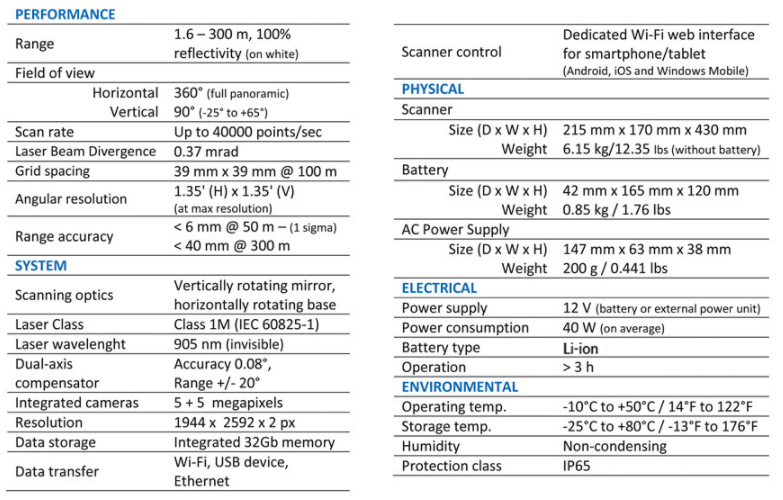 PERFORMANCE
Range 1.6 – 300 m, 100%
reflectivity (on white)
Field of view
Horizontal 360° (full panoramic)
Vertical 90° (-25° to +65°)
Scan rate Up to 40000 points/sec
Laser Beam Divergence 0.37 mrad
Grid spacing 39 mm x 39 mm @ 100 m
Angular resolution 1.35' (H) x 1.35' (V)
(at max resolution)
Range accuracy < 6 mm @ 50 m – (1 sigma)
< 40 mm @ 300 m
SYSTEM
Scanning optics Vertically rotating mirror,
horizontally rotating base
Laser Class Class 1M (IEC 60825-1)
Laser wavelenght 905 nm (invisible)
Dual-axis Accuracy 0.08°,
compensator Range +/- 20°
Integrated cameras 5 + 5 megapixels
Resolution 1944 x 2592 x 2 px
Data storage Integrated 32Gb memory
Data transfer Wi-Fi, USB device,
Ethernet
Scanner control Dedicated Wi-Fi web interface
for smartphone/tablet
(Android, iOS and Windows Mobile)
PHYSICAL
Scanner
Size (D x W x H) 215 mm x 170 mm x 430 mm
Weight 6.15 kg/12.35 lbs (without battery)
Battery
Size (D x W x H) 42 mm x 165 mm x 120 mm
Weight 0.85 kg / 1.76 lbs
AC Power Supply
Size (D x W x H) 147 mm x 63 mm x 38 mm
Weight 200 g / 0.441 lbs
ELECTRICAL
Power supply 12 V (battery or external power unit)
Power consumption 40 W (on average)
Battery type Li-ion
Operation > 3 h
ENVIRONMENTAL
Operating temp. -10°C to +50°C / 14°F to 122°F
Storage temp. -25°C to +80°C / -13°F to 176°F
Humidity Non-condensing
Protection class IP65